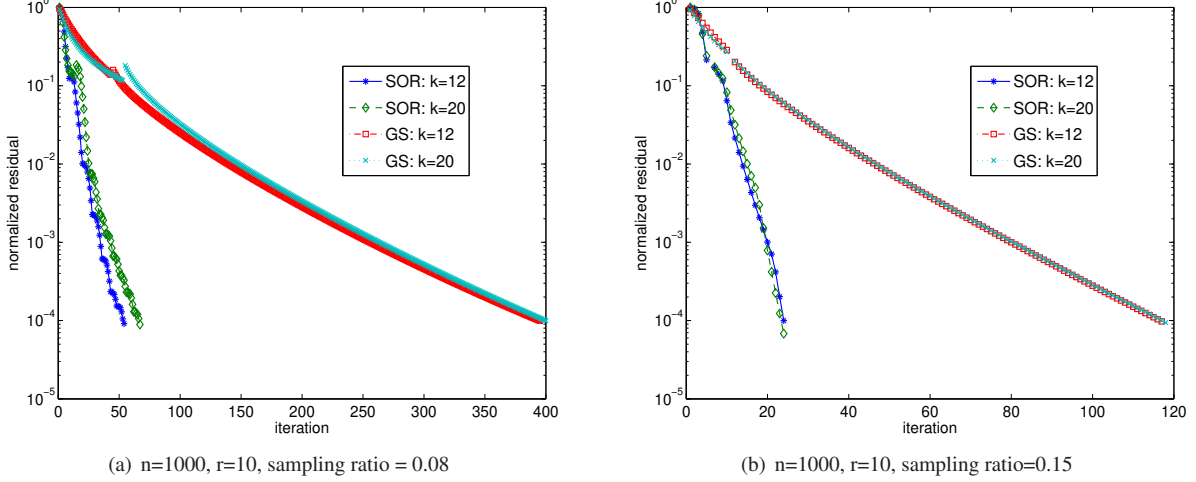 10^0
10^-1
10^-2
10^-3
10^-4
10^-5
normalized residual
0 50 100 150 200 250 300 350 400
iteration
SOR: k=12
SOR: k=20
GS: k=12
GS: k=20
(a) n=1000, r=10, sampling ratio = 0.08
10^0
10^-1
10^-2
10^-3
10^-4
10^-5
normalized residual
0 20 40 60 80 100 120
iteration
SOR: k=12
SOR: k=20
GS: k=12
GS: k=20
(b) n=1000, r=10, sampling ratio=0.15